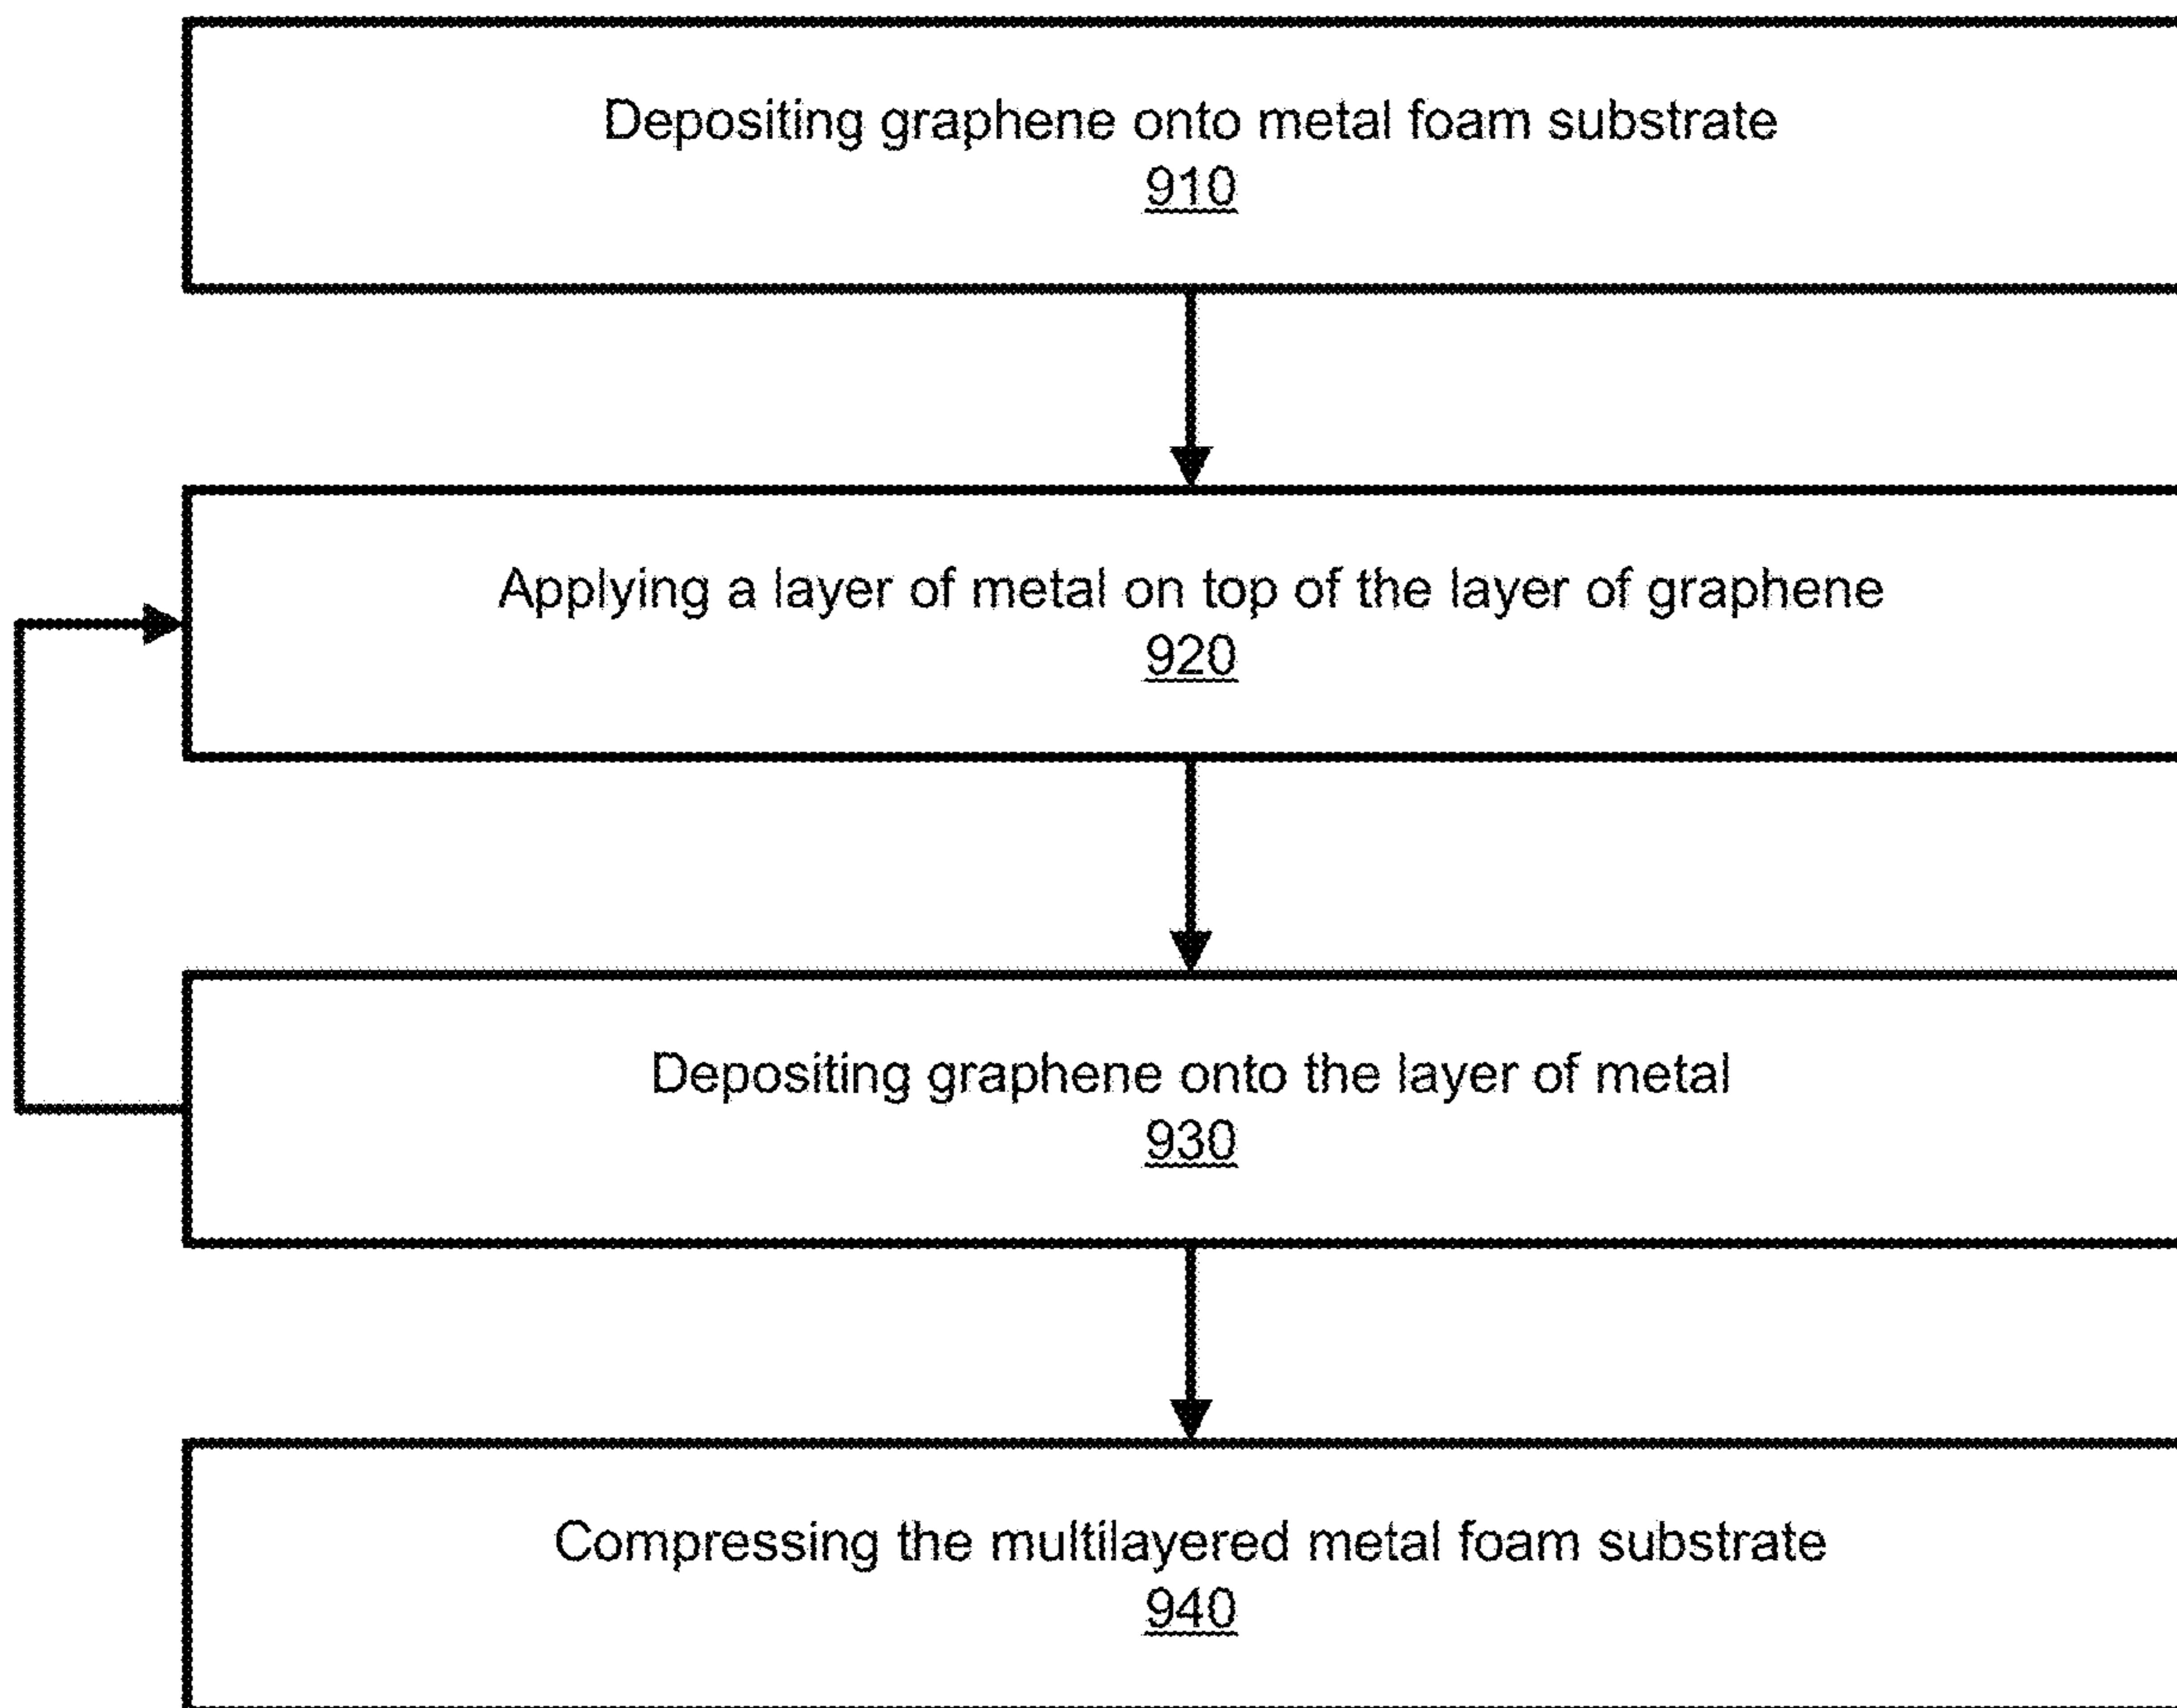 Depositing graphene onto metal foam substrate
910
Applying a layer of metal on top of the layer of graphene
920
Depositing graphene onto the layer of metal
930
Compressing the multilayered metal foam substrate
940